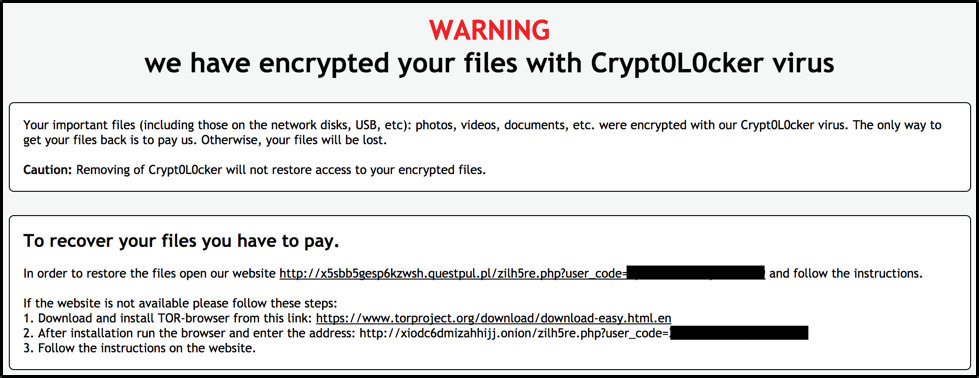 WARNING
we have encrypted your files with Crypt0L0cker virus
Your important files (including those on the network disks, USB, etc): photos, videos, documents, etc. were encrypted with our Crypt0L0cker virus. The only way to
get your files back is to pay us. Otherwise, your files will be lost.
Caution: Removing of Crypt0L0cker will not restore access to your encrypted files.
To recover your files you have to pay.
In order to restore the files open our website http://x5sbb5gesp6kzwsh.questpul.pl/zilh5re.php?user_code= and follow the instructions.
If the website is not available please follow these steps:
1. Download and install TOR-browser from this link: https://www.torproject.org/download/download-easy.html.en
2. After installation run the browser and enter the address: http://xiodc6dmizahhijj.onion/zilh5re.php?user_code=
3. Follow the instructions on the website.